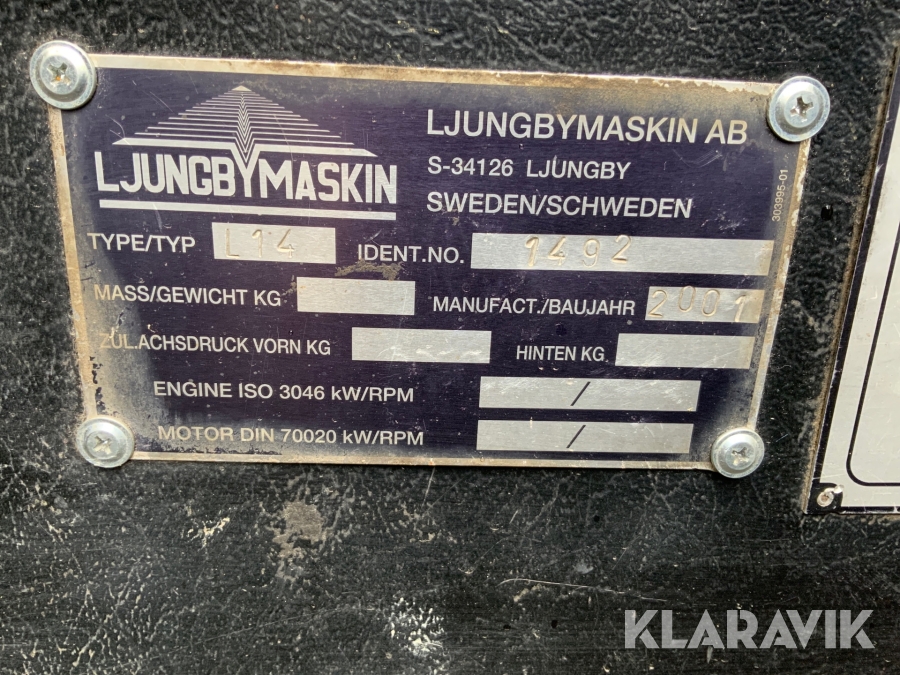 LJUNGBYMASKIN
LJUNGBYMASKIN AB
S-34126 LJUNGBY
SWEDEN/SCHWEDEN
303995-01
TYPE/TYP L14 IDENT.NO. 1492
MASS/GEWICHT KG MANUFACT./BAUJAHR 2001
ZUL.ACHSDRUCK VORN KG HINTEN KG
ENGINE ISO 3046 kW/RPM /
MOTOR DIN 70020 kW/RPM /
KLARAVIK